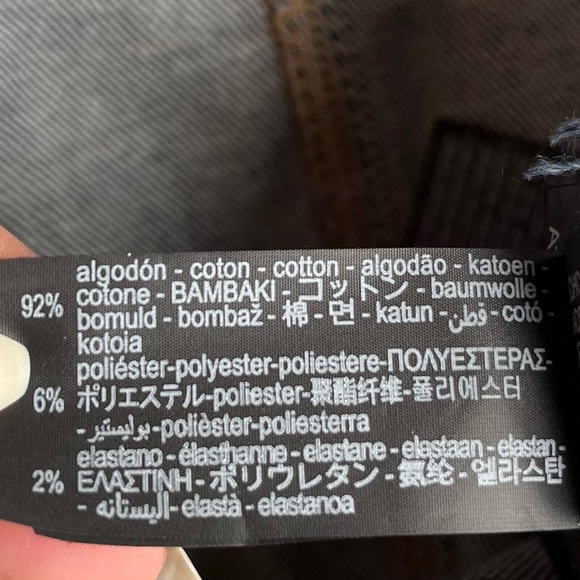 algodón - coton - cotton - algodão - katoen -
92% cotone - BAMBAKI - コットン - baumwolle -
bomuld - bombaž - 棉 - 면 - katun - قطن - cotó -
kotoia
poliéster-polyester-poliestere-ΠΟΛΥΕΣΤΕΡΑΣ-
6% ポリエステル-poliester-聚酯纤维-폴리에스터
- بوليستير-polièster-poliesterra
elastano - élasthanne - elastane - elastaan - elastan -
2% ΕΛΑΣΤΙΝΗ - ポリウレタン - 氨纶 - 엘라스탄
- اليستانه - elastà - elastanoa